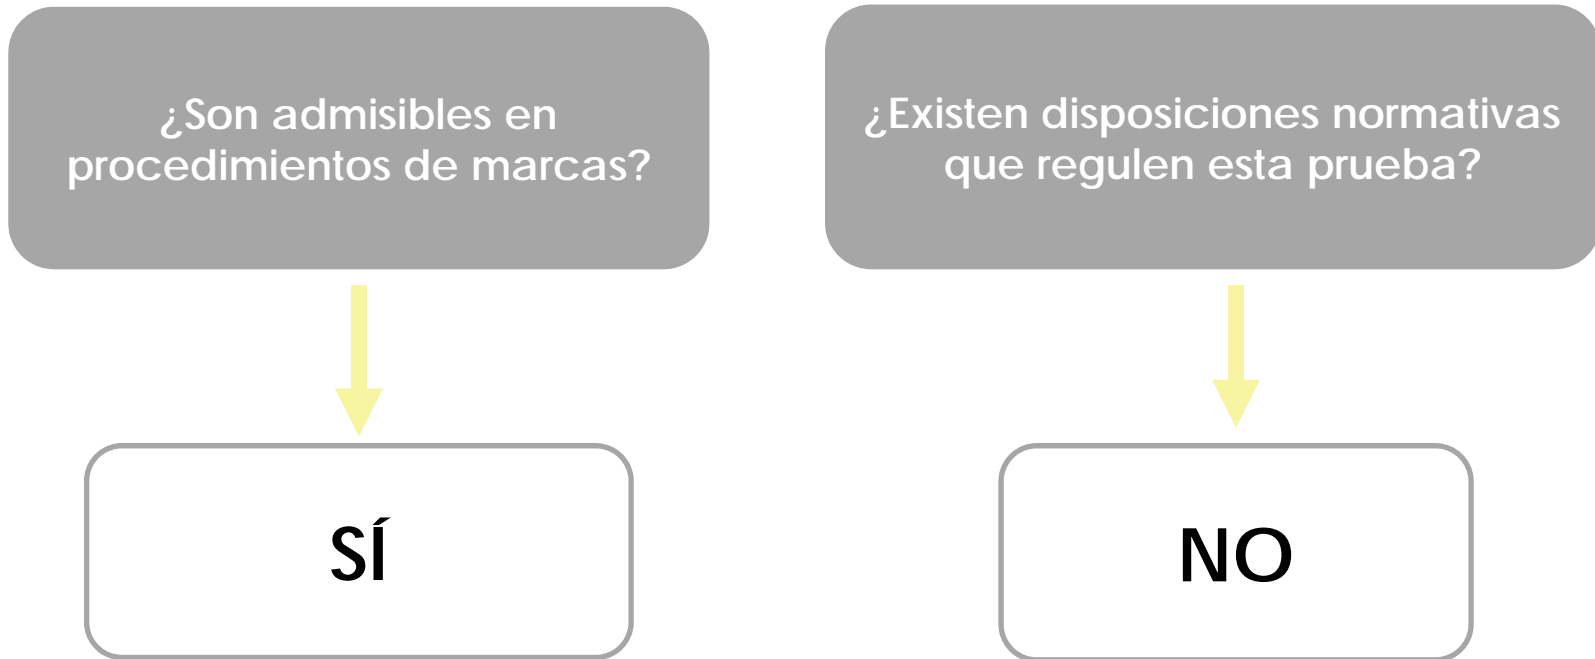 ¿Son admisibles en
procedimientos de marcas?
SÍ
¿Existen disposiciones normativas
que regulen esta prueba?
NO